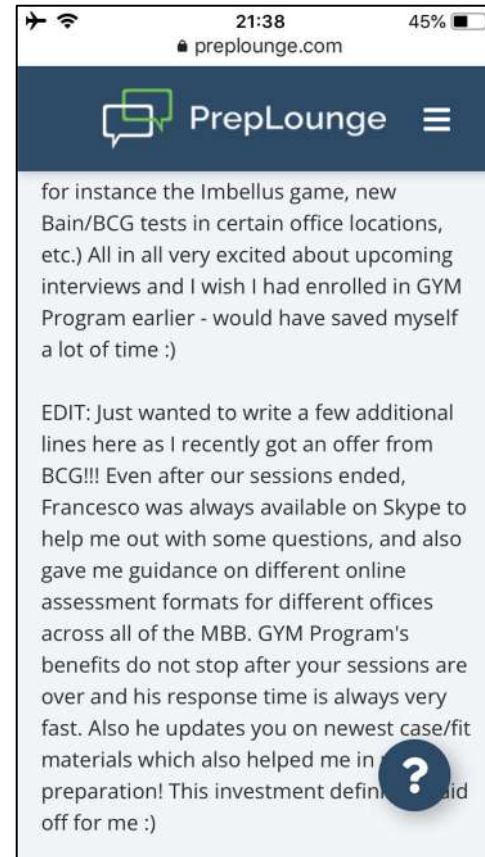 21:38
45%
preplounge.com
PrepLounge
for instance the Imbellus game, new
Bain/BCG tests in certain office locations,
etc.) All in all very excited about upcoming
interviews and I wish I had enrolled in GYM
Program earlier - would have saved myself
a lot of time :)
EDIT: Just wanted to write a few additional
lines here as I recently got an offer from
BCG!!! Even after our sessions ended,
Francesco was always available on Skype to
help me out with some questions, and also
gave me guidance on different online
assessment formats for different offices
across all of the MBB. GYM Program's
benefits do not stop after your sessions are
over and his response time is always very
fast. Also he updates you on newest case/fit
materials which also helped me in
preparation! This investment
off for me :)
?